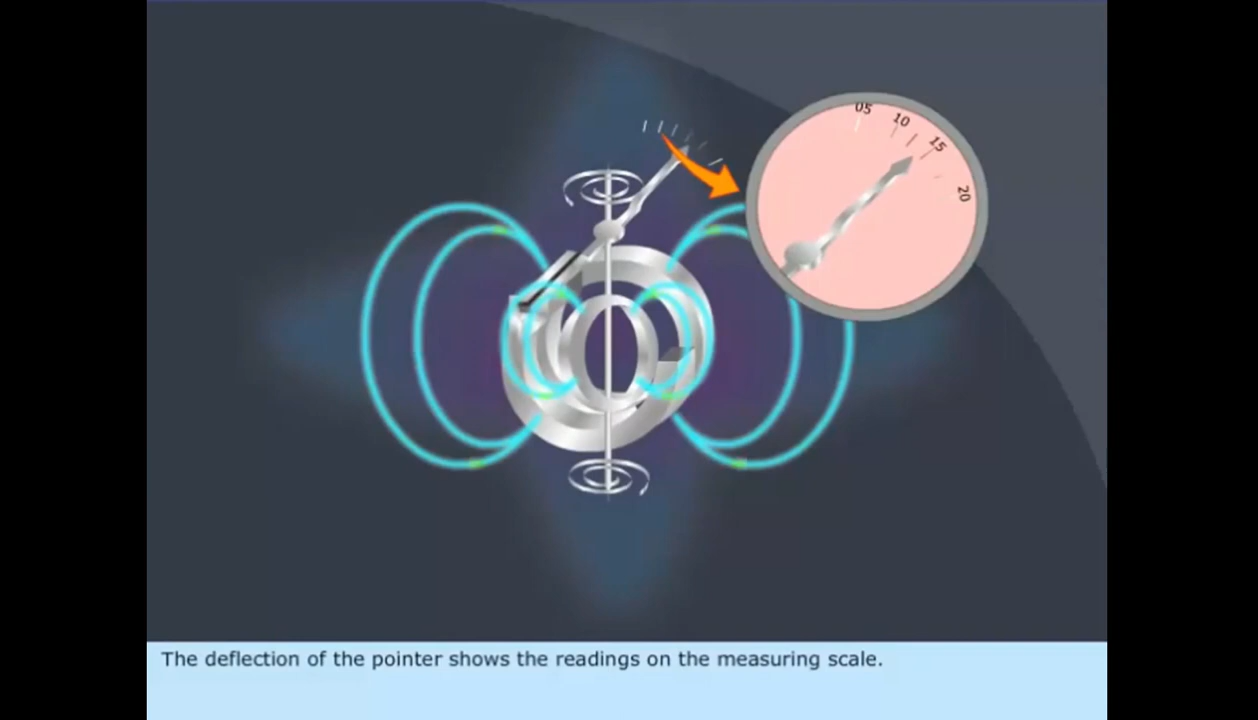 05
10
15
20
The deflection of the pointer shows the readings on the measuring scale.